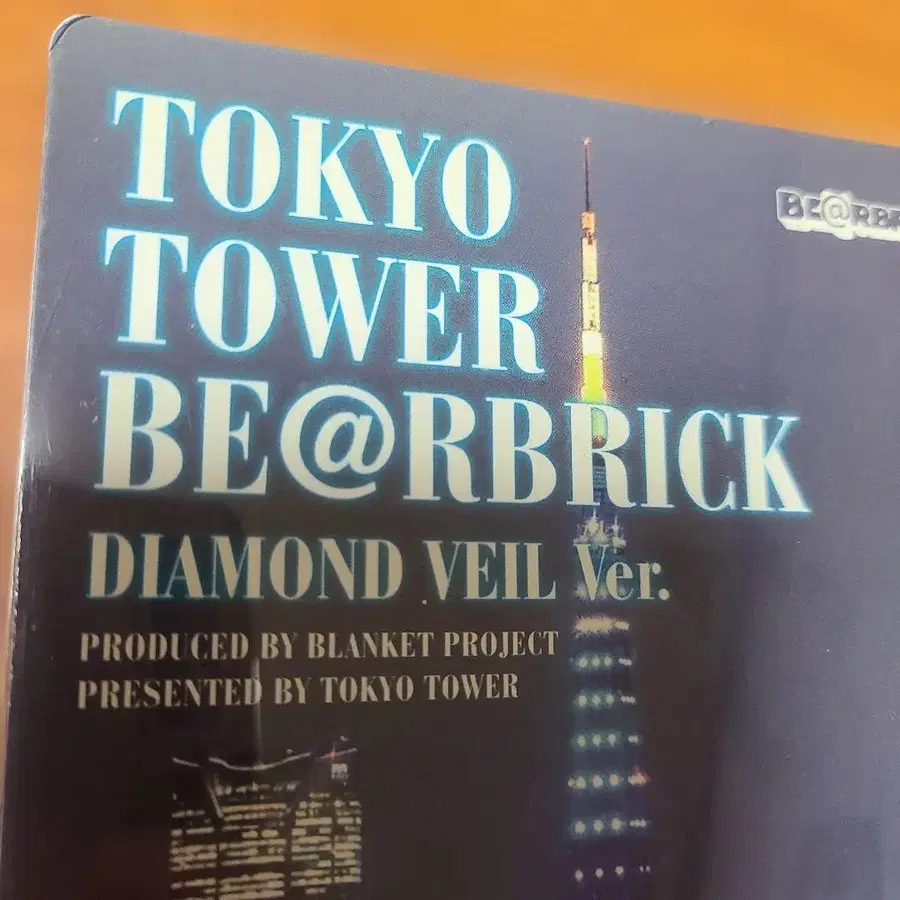 TOKYO
TOWER
BE@RBRICK
DIAMOND VEIL Ver.
PRODUCED BY BLANKET PROJECT
PRESENTED BY TOKYO TOWER